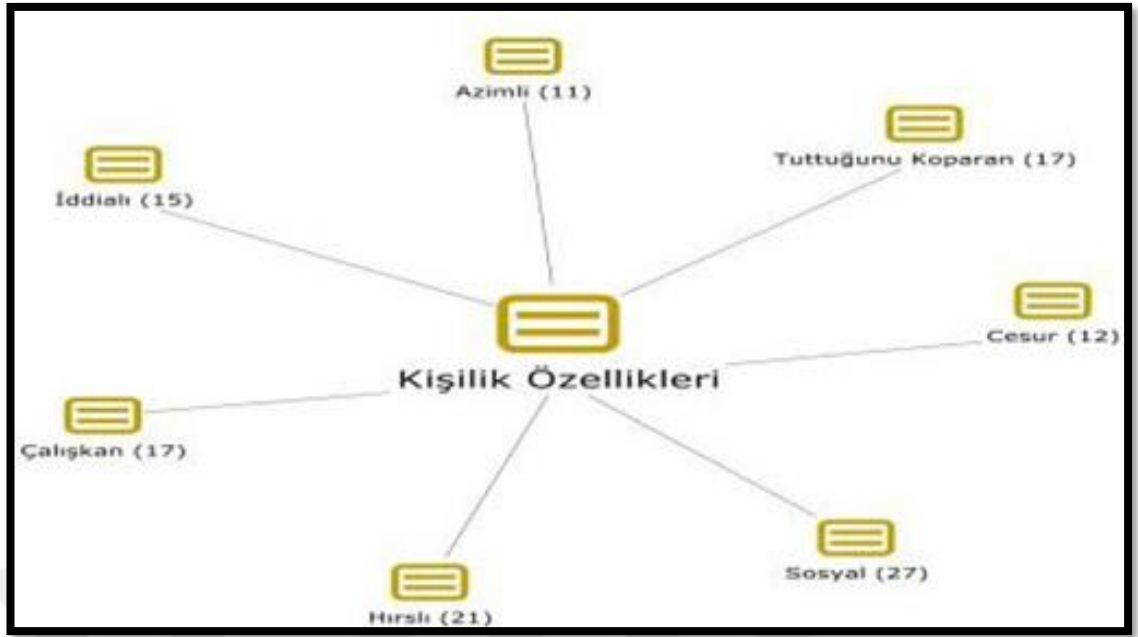 Azimli (11)
Tuttuğunu Koparan (17)
İddialı (15)
Cesur (12)
Kişilik Özellikleri
Çalışkan (17)
Sosyal (27)
Hırslı (21)